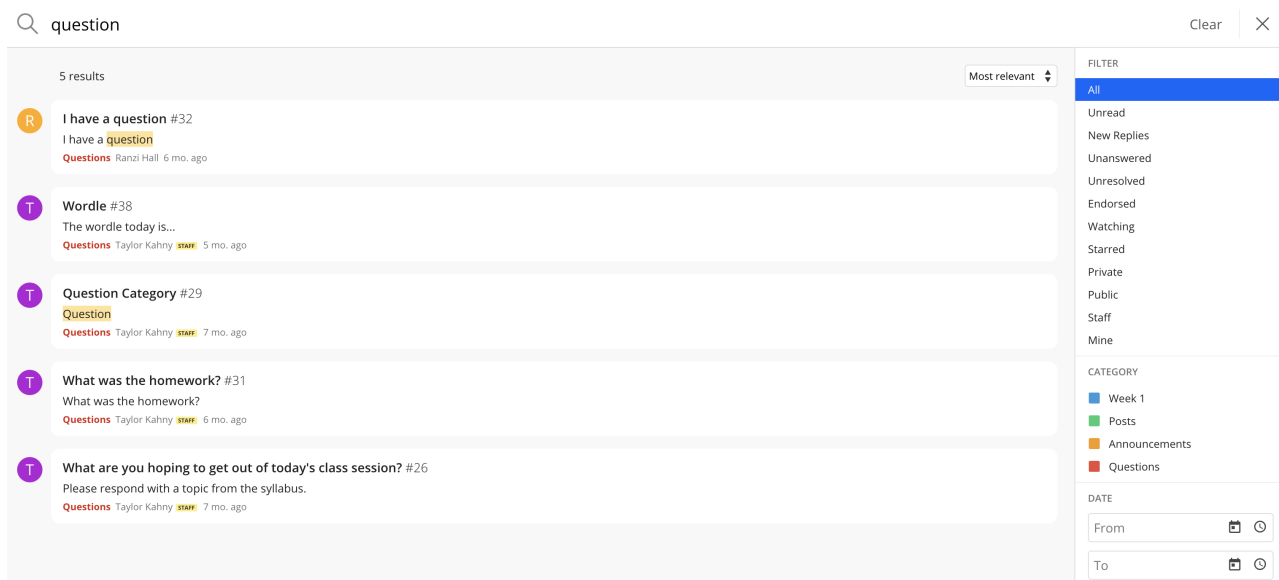 question
Clear
5 results
Most relevant
R
I have a question #32
I have a question
Questions Ranzi Hall 6 mo. ago
T
Wordle #38
The wordle today is...
Questions Taylor Kahny STAFF 5 mo. ago
T
Question Category #29
Question
Questions Taylor Kahny STAFF 7 mo. ago
T
What was the homework? #31
What was the homework?
Questions Taylor Kahny STAFF 6 mo. ago
T
What are you hoping to get out of today's class session? #26
Please respond with a topic from the syllabus.
Questions Taylor Kahny STAFF 7 mo. ago
FILTER
All
Unread
New Replies
Unanswered
Unresolved
Endorsed
Watching
Starred
Private
Public
Staff
Mine
CATEGORY
Week 1
Posts
Announcements
Questions
DATE
From
To